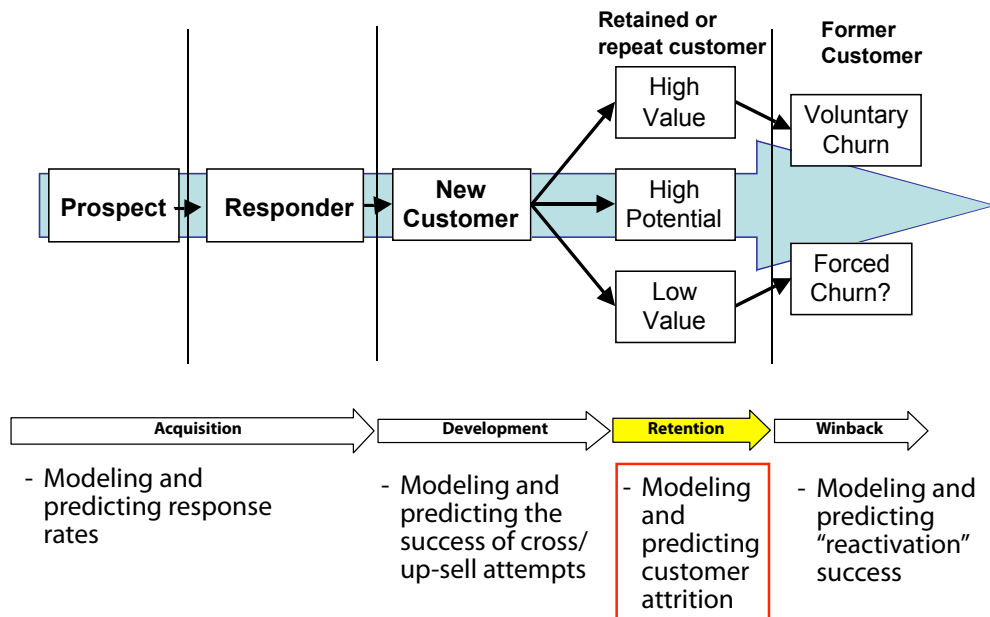 Retained or
repeat customer
Former
Customer
High
Value
Voluntary
Churn
Prospect
Responder
New
Customer
High
Potential
Low
Value
Forced
Churn?
Acquisition
Development
Retention
Winback
- Modeling and
predicting response
rates
- Modeling and
predicting the
success of cross/
up-sell attempts
- Modeling
and
predicting
customer
attrition
- Modeling and
predicting
“reactivation”
success